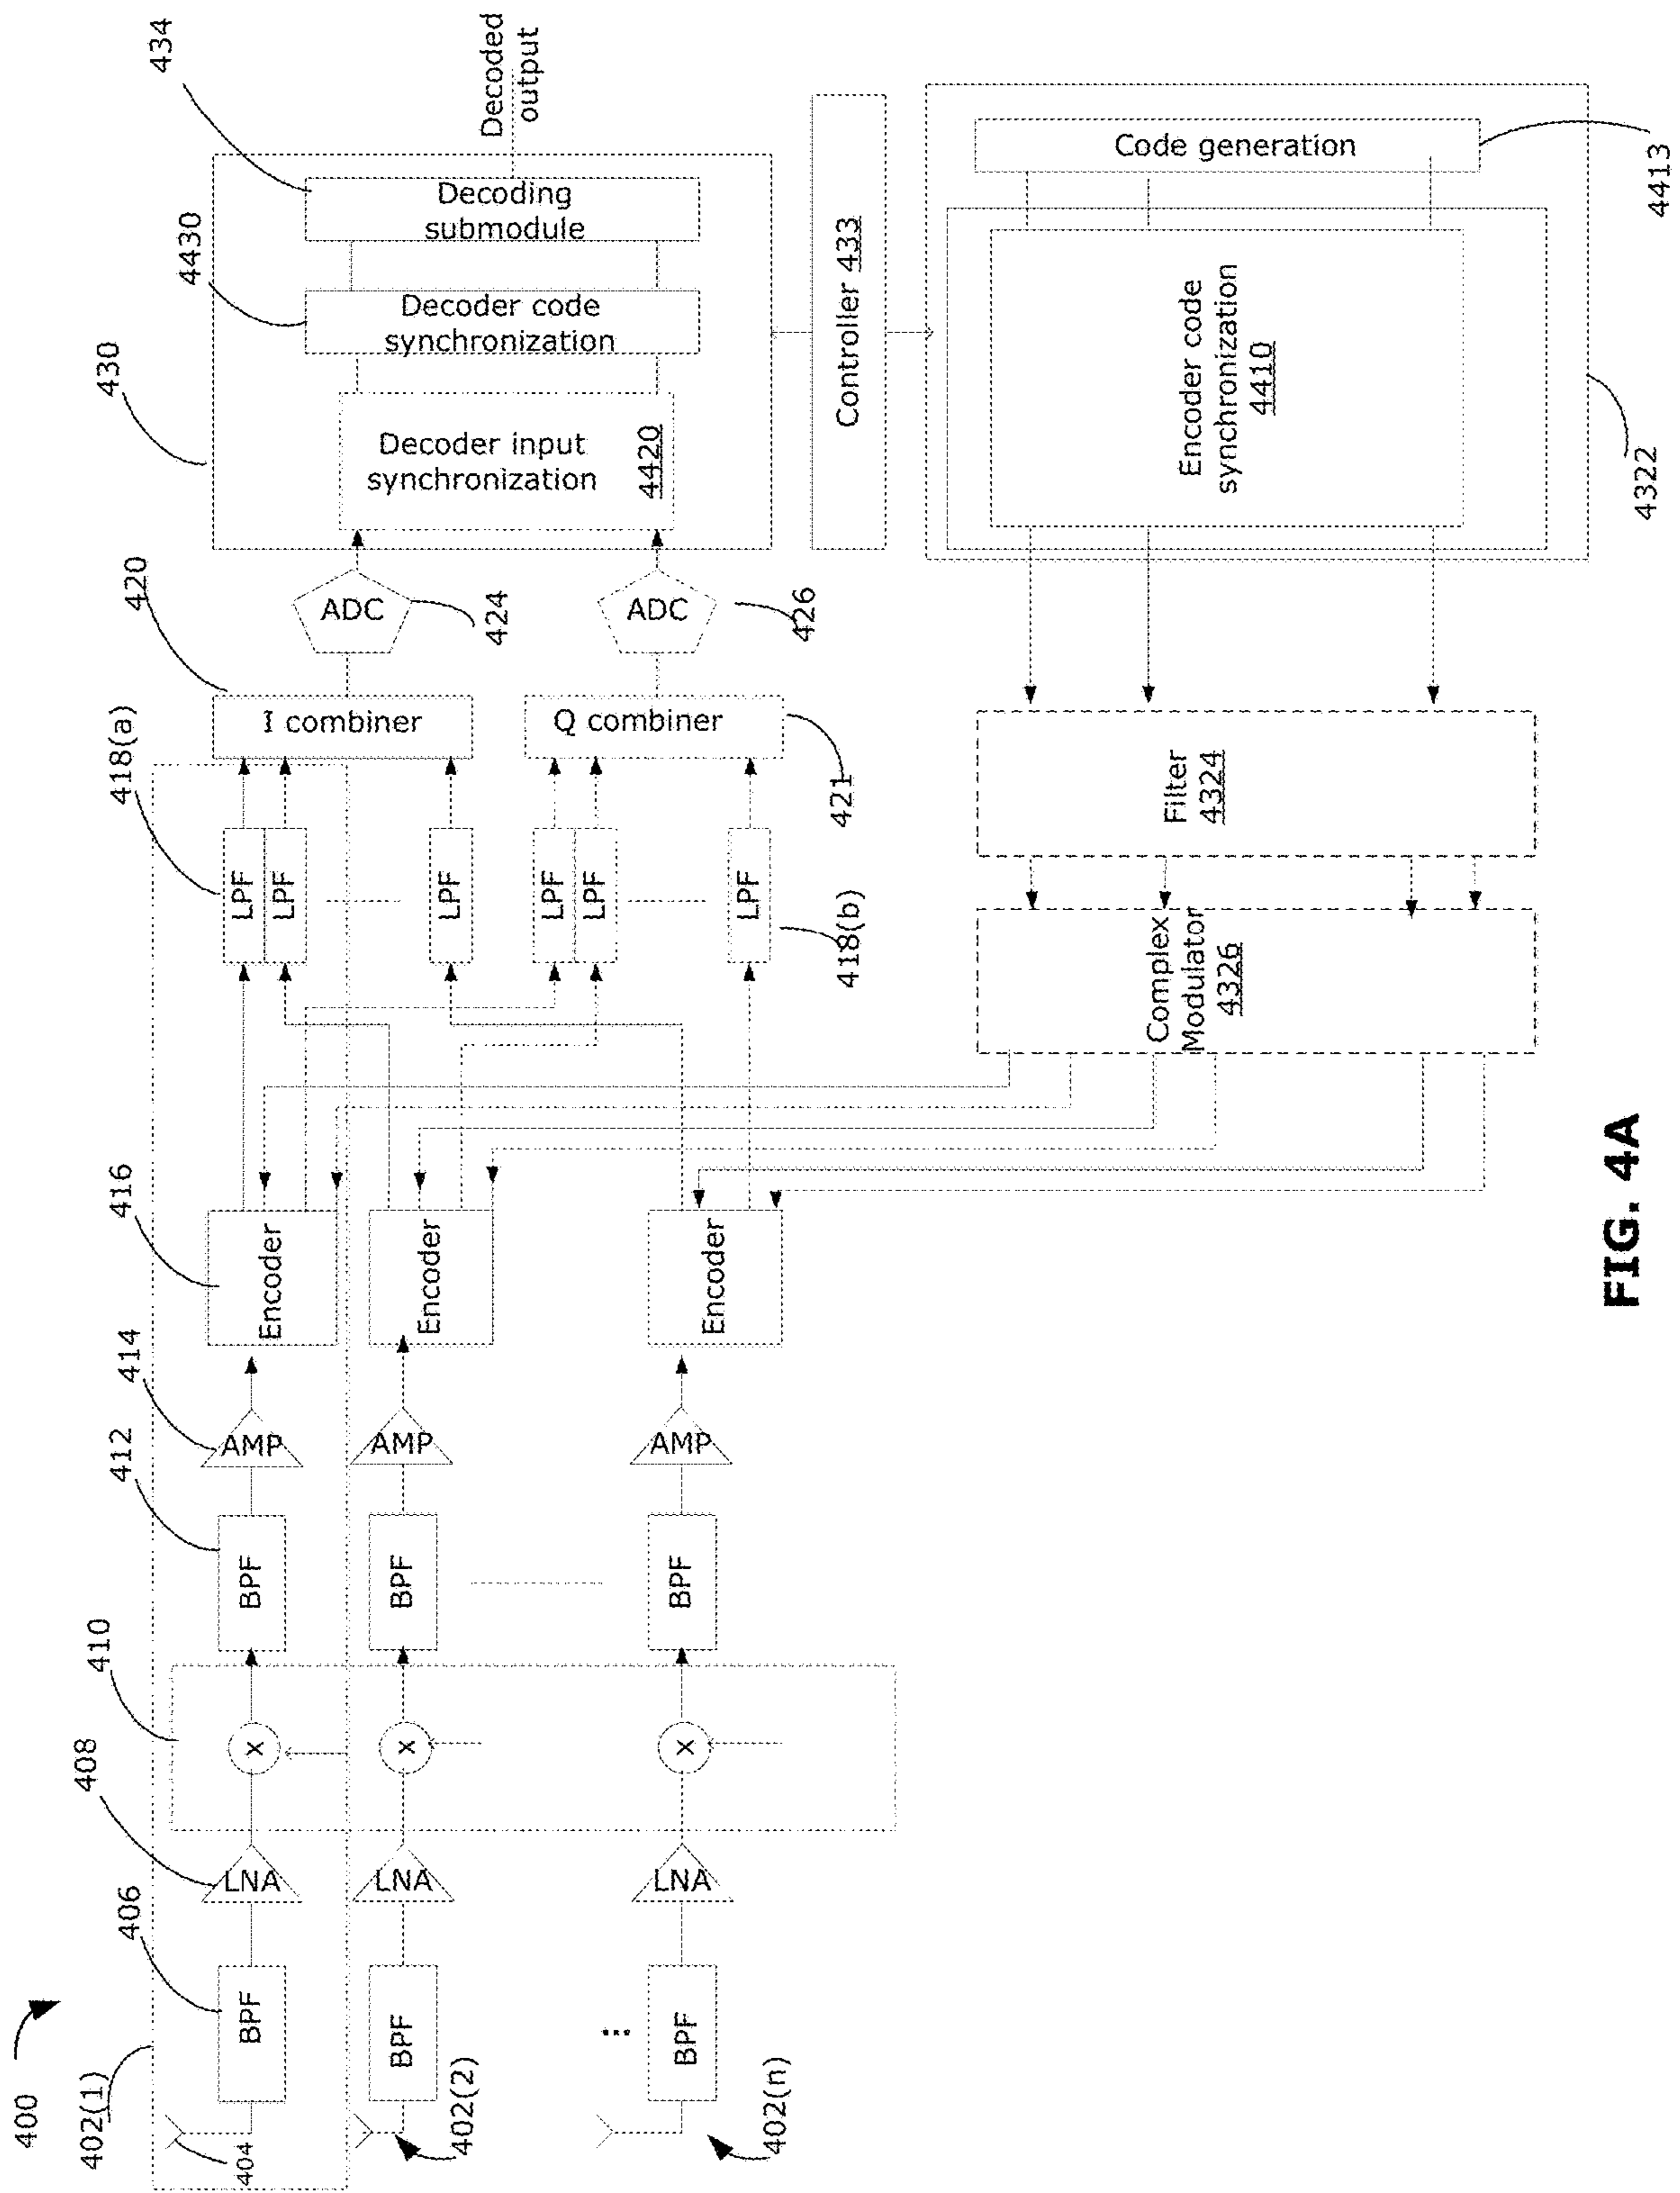 400
402(1)
404
406
BPF
408
LNA
410
x
412
BPF
414
AMP
416
Encoder
418(a)
LPF
LPF
LPF
420
I combiner
ADC
424
430
Decoder input
synchronization
4420
4430
Decoder code
synchronization
434
Decoding
submodule
Decoded
output
402(2)
BPF
LNA
x
BPF
AMP
Encoder
LPF
LPF
LPF
418(b)
Q combiner
421
ADC
426
...
402(n)
BPF
LNA
x
BPF
AMP
Encoder
Controller 433
Complex
Modulator
4326
Filter
4324
Encoder code
synchronization
4410
Code generation
4413
4322
FIG. 4A